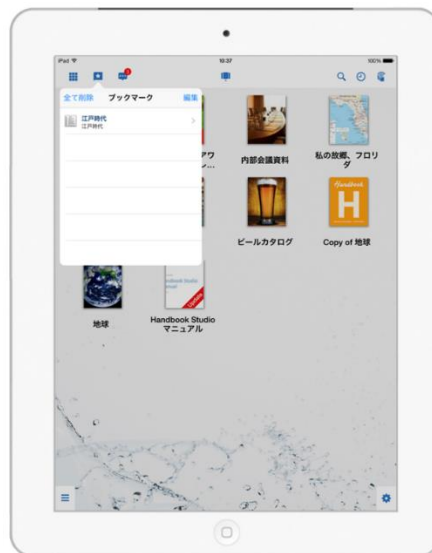 iPad
10:37
100%
全て削除
ブックマーク
編集
江戸時代
江戸時代
内部会議資料
私の故郷、フロリダ
ビールカタログ
Handbook
H
Copy of 地球
地球
Update
Handbook Studio
マニュアル